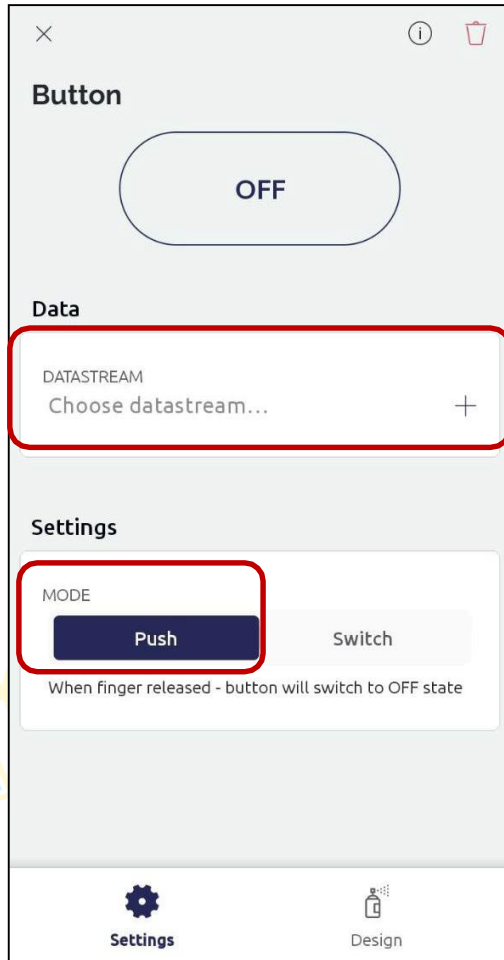 Button
OFF
Data
DATASTREAM
Choose datastream...
Settings
MODE
Push Switch
When finger released - button will switch to OFF state
Settings Design